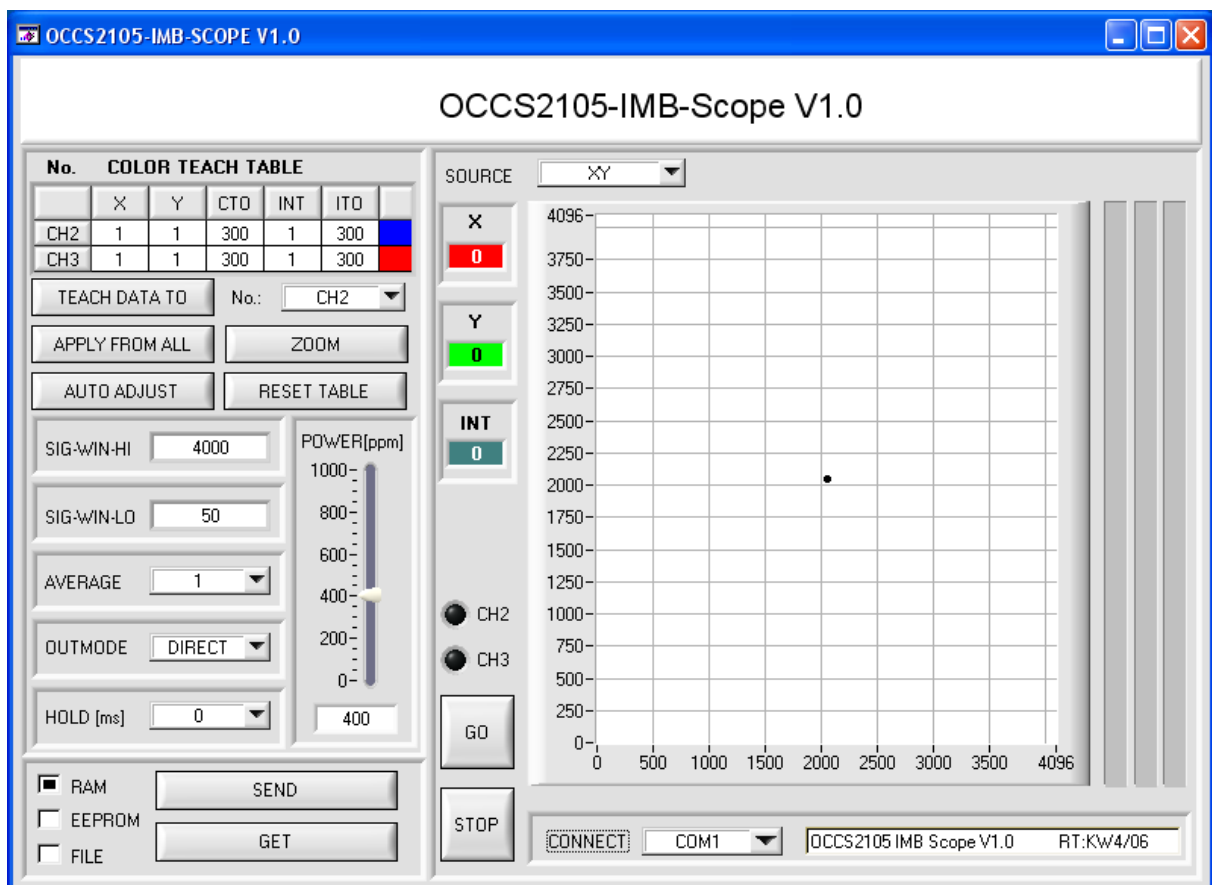 OCCS2105-IMB-SCOPE V1.0
OCCS2105-IMB-Scope V1.0
No. COLOR TEACH TABLE
X Y CTO INT ITO
CH2 1 1 300 1 300
CH3 1 1 300 1 300
TEACH DATA TO No.: CH2
APPLY FROM ALL ZOOM
AUTO ADJUST RESET TABLE
SIG-WIN-HI 4000
SIG-WIN-LO 50
AVERAGE 1
OUTMODE DIRECT
HOLD [ms] 0
POWER[ppm]
1000
800
600
400
200
0
400
RAM
EEPROM
FILE
SEND
GET
SOURCE XY
X
0
Y
0
INT
0
CH2
CH3
GO
STOP
4096
3750
3500
3250
3000
2750
2500
2250
2000
1750
1500
1250
1000
750
500
250
0
0 500 1000 1500 2000 2500 3000 3500 4096
CONNECT COM1 OCCS2105 IMB Scope V1.0 RT:KW4/06